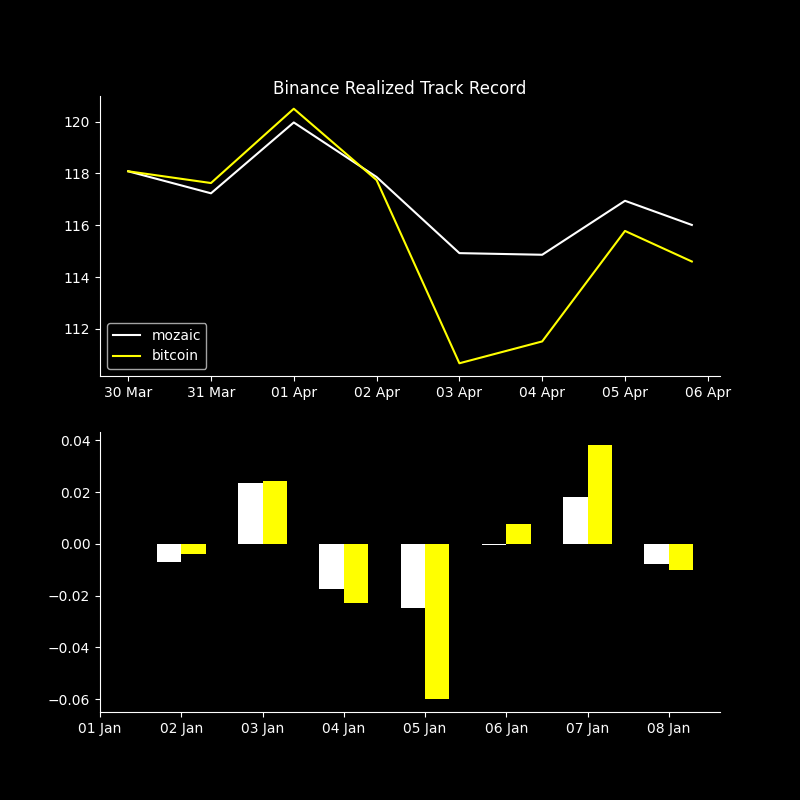 Binance Realized Track Record
120
118
116
114
112
mozaic
bitcoin
30 Mar 31 Mar 01 Apr 02 Apr 03 Apr 04 Apr 05 Apr 06 Apr
0.04
0.02
0.00
−0.02
−0.04
−0.06
01 Jan 02 Jan 03 Jan 04 Jan 05 Jan 06 Jan 07 Jan 08 Jan